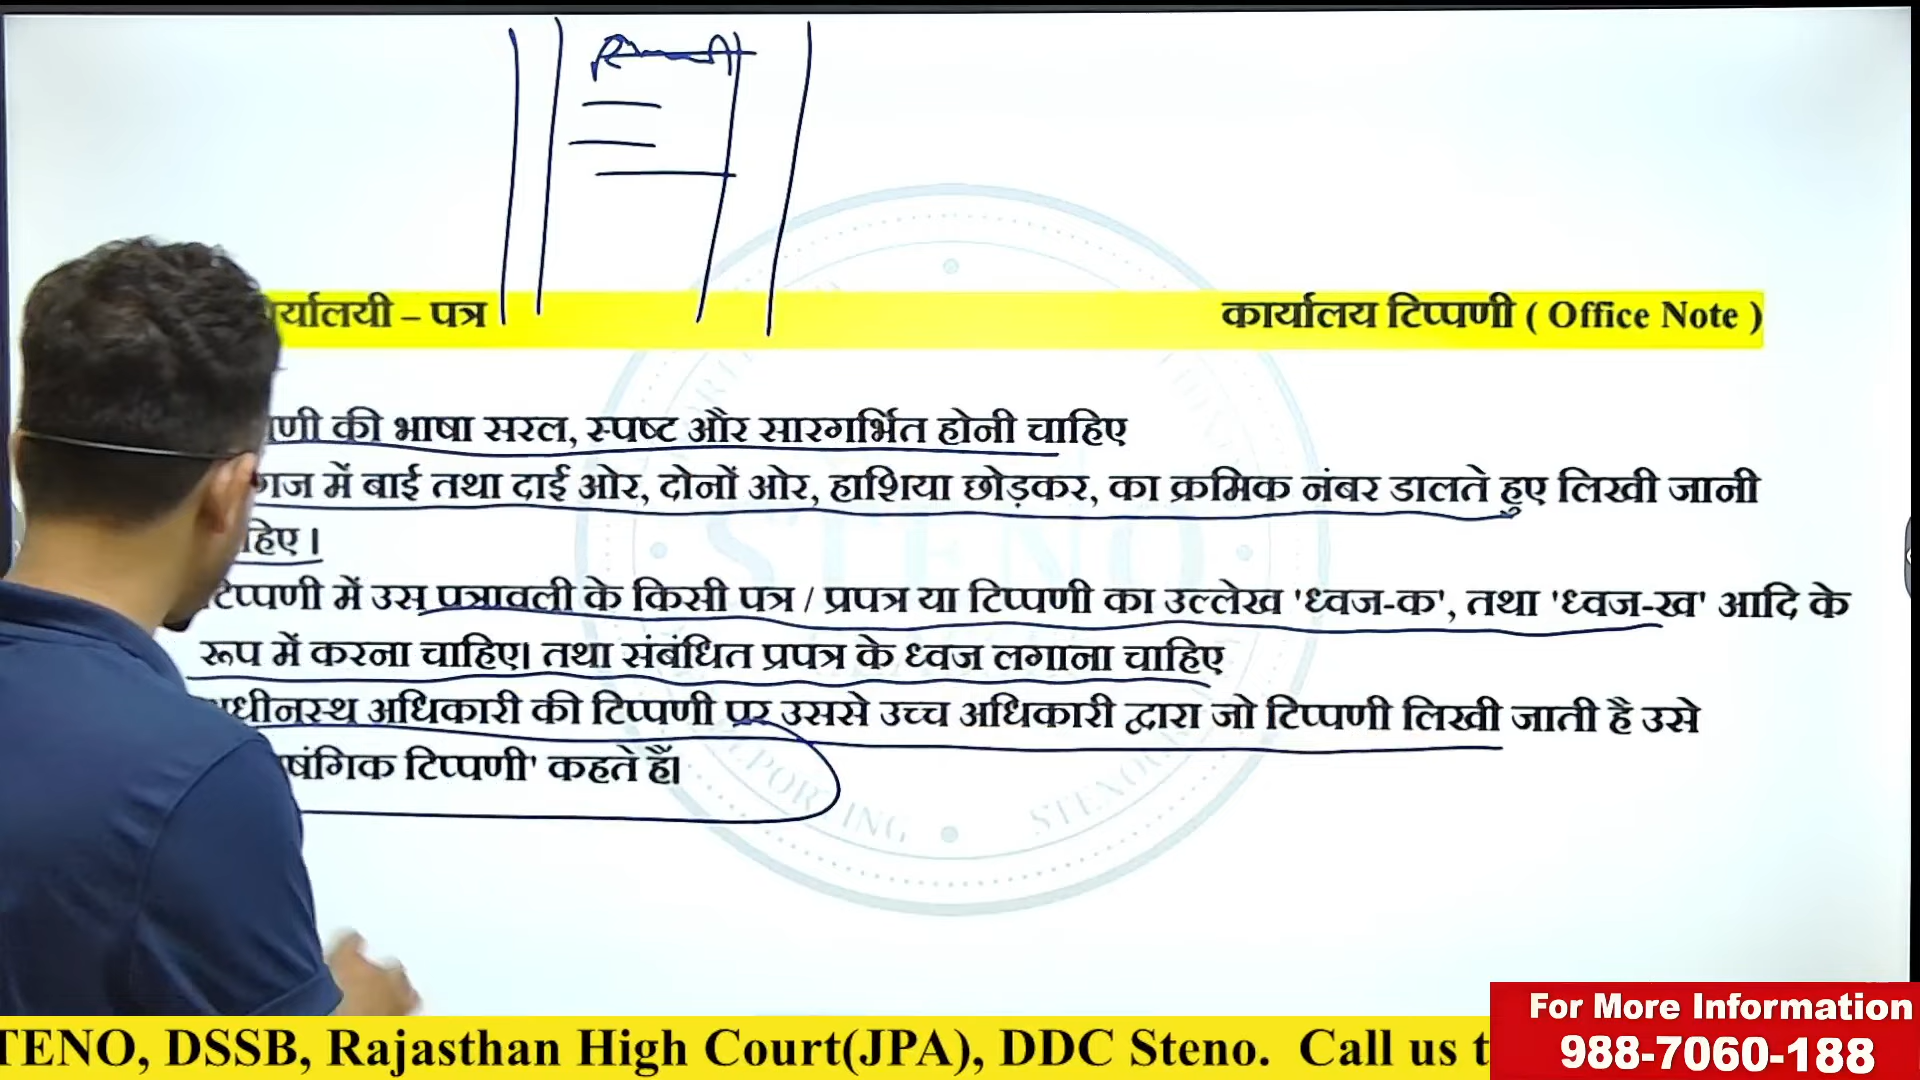 र्यालयी – पत्र
कार्यालय टिप्पणी ( Office Note )
णी की भाषा सरल, स्पष्ट और सारगर्भित होनी चाहिए
गज में बाई तथा दाई ओर, दोनों ओर, हाशिया छोड़कर, का क्रमिक नंबर डालते हुए लिखी जानी
हिए ।
टिप्पणी में उस पत्रावली के किसी पत्र / प्रपत्र या टिप्पणी का उल्लेख 'ध्वज-क', तथा 'ध्वज-ख' आदि के
रूप में करना चाहिए। तथा संबंधित प्रपत्र के ध्वज लगाना चाहिए
धीनस्थ अधिकारी की टिप्पणी पर उससे उच्च अधिकारी द्वारा जो टिप्पणी लिखी जाती है उसे
षंगिक टिप्पणी' कहते हैं।
STENO
TENO, DSSB, Rajasthan High Court(JPA), DDC Steno. Call us t
For More Information
988-7060-188